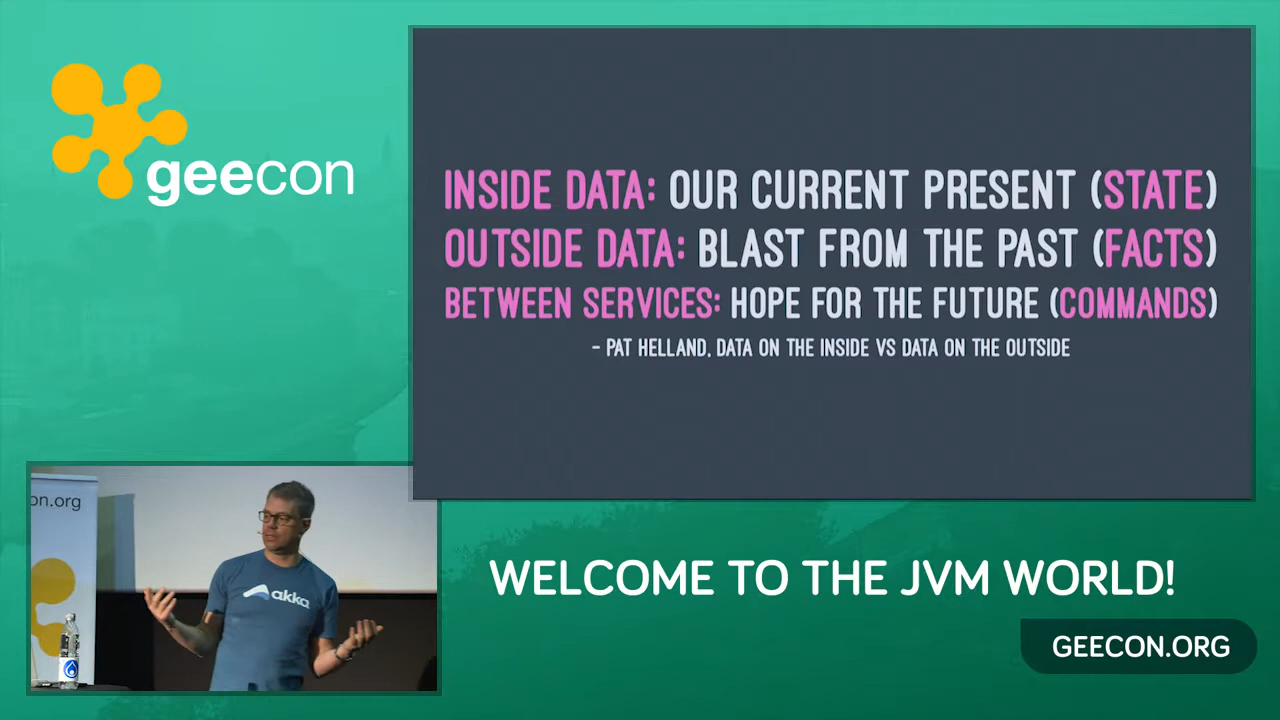 geecon
INSIDE DATA: OUR CURRENT PRESENT (STATE)
OUTSIDE DATA: BLAST FROM THE PAST (FACTS)
BETWEEN SERVICES: HOPE FOR THE FUTURE (COMMANDS)
- PAT HELLAND, DATA ON THE INSIDE VS DATA ON THE OUTSIDE
on.org
akka
WELCOME TO THE JVM WORLD!
GEECON.ORG